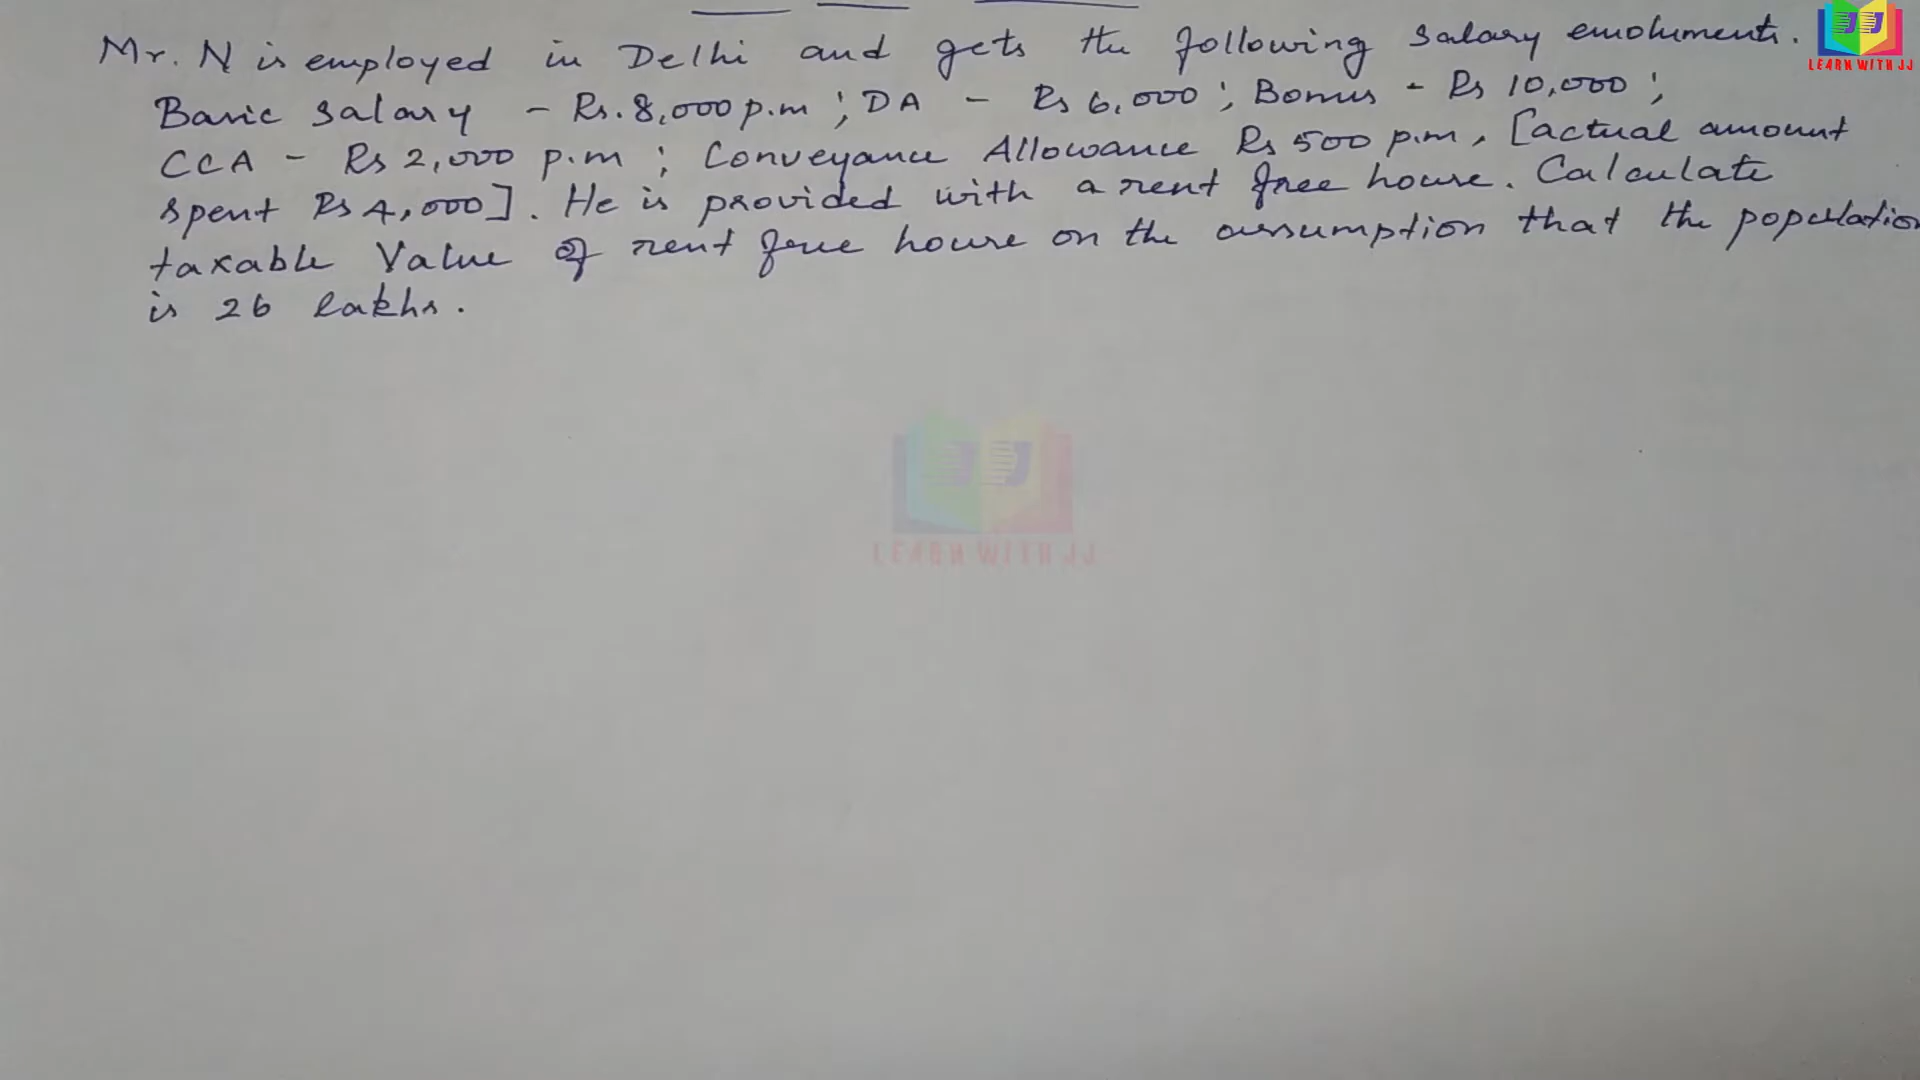 Mr. N is employed in Delhi and gets the following salary emoluments.
Basic salary - Rs. 8,000 p.m ; DA - Rs 6,000 ; Bonus - Rs 10,000 ;
CCA - Rs 2,000 p.m ; Conveyance Allowance Rs 500 p.m, [actual amount
spent Rs 4,000]. He is provided with a rent free house. Calculate
taxable Value of rent free house on the assumption that the population
is 26 lakhs.
LEARN WITH JJ
LEARN WITH JJ